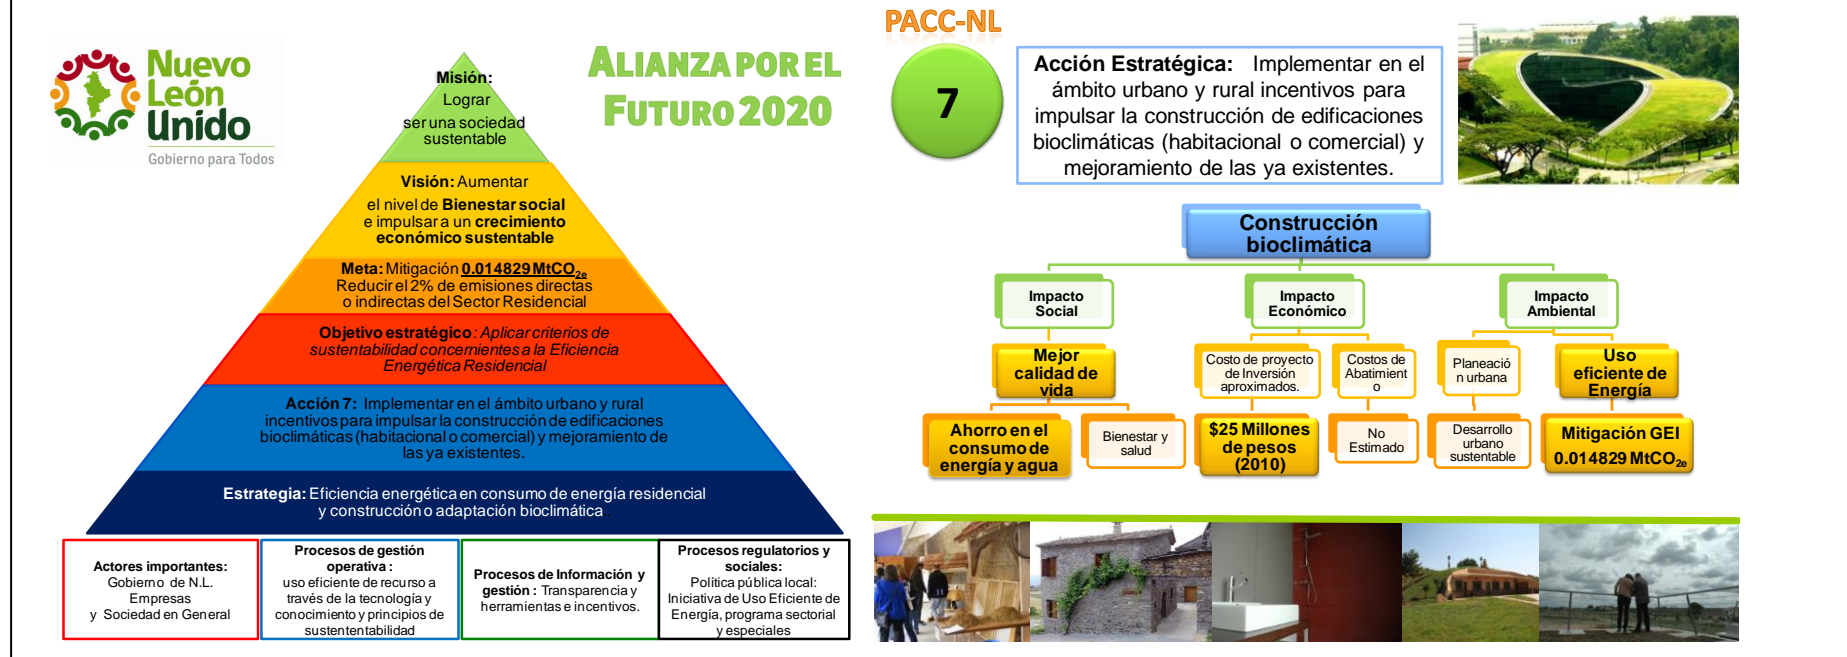 Nuevo
León
Unido
Gobierno para Todos
ALIANZA POR EL
FUTURO 2020
Misión:
Lograr
ser una sociedad
sustentable
Visión: Aumentar
el nivel de Bienestar social
e impulsar a un crecimiento
económico sustentable
Meta: Mitigación 0.014829 MtCO2e
Reducir el 2% de emisiones directas
o indirectas del Sector Residencial
Objetivo estratégico: Aplicar criterios de
sustentabilidad concernientes a la Eficiencia
Energética Residencial
Acción 7: Implementar en el ámbito urbano y rural
incentivos para impulsar la construcción de edificaciones
bioclimáticas (habitacional o comercial) y mejoramiento de
las ya existentes.
Estrategia: Eficiencia energética en consumo de energía residencial
y construcción o adaptación bioclimática
Actores importantes:
Gobierno de N.L.
Empresas
y Sociedad en General
Procesos de gestión
operativa :
uso eficiente de recurso a
través de la tecnología y
conocimiento y principios de
sustententabilidad
Procesos de Información y
gestión : Transparencia y
herramientas e incentivos.
Procesos regulatorios y
sociales:
Política pública local:
Iniciativa de Uso Eficiente de
Energía, programa sectorial
y especiales
PACC-NL
7
Acción Estratégica: Implementar en el
ámbito urbano y rural incentivos para
impulsar la construcción de edificaciones
bioclimáticas (habitacional o comercial) y
mejoramiento de las ya existentes.
Construcción
bioclimática
Impacto
Social
Impacto
Económico
Impacto
Ambiental
Mejor
calidad de
vida
Costo de proyecto
de Inversión
aproximados.
Costos de
Abatimient
o
Planeació
n urbana
Uso
eficiente de
Energía
Ahorro en el
consumo de
energía y agua
Bienestar y
salud
$25 Millones
de pesos
(2010)
No
Estimado
Desarrollo
urbano
sustentable
Mitigación GEI
0.014829 MtCO2e